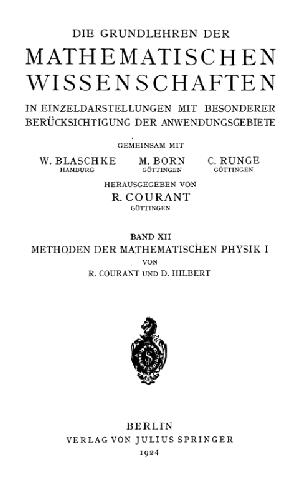 DIE GRUNDLEHREN DER
MATHEMATISCHEN
WISSENSCHAFTEN
IN EINZELDARSTELLUNGEN MIT BESONDERER
BERÜCKSICHTIGUNG DER ANWENDUNGSGEBIETE
GEMEINSAM MIT
W. BLASCHKE M. BORN C. RUNGE
HAMBURG GÖTTINGEN GÖTTINGEN
HERAUSGEGEBEN VON
R. COURANT
GÖTTINGEN
BAND XII
METHODEN DER MATHEMATISCHEN PHYSIK I
VON
R. COURANT UND D. HILBERT
BERLIN
VERLAG VON JULIUS SPRINGER
1924